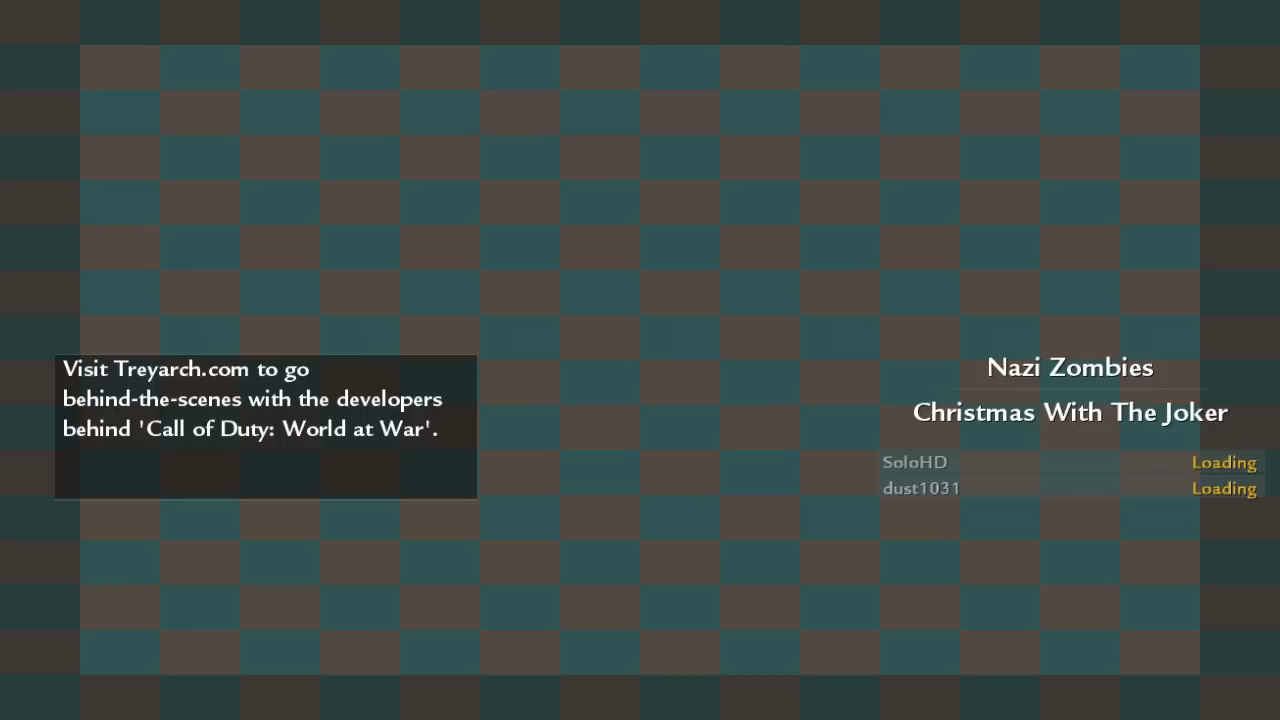 Visit Treyarch.com to go
behind-the-scenes with the developers
behind 'Call of Duty: World at War'.
Nazi Zombies
Christmas With The Joker
SoloHD Loading
dust1031 Loading